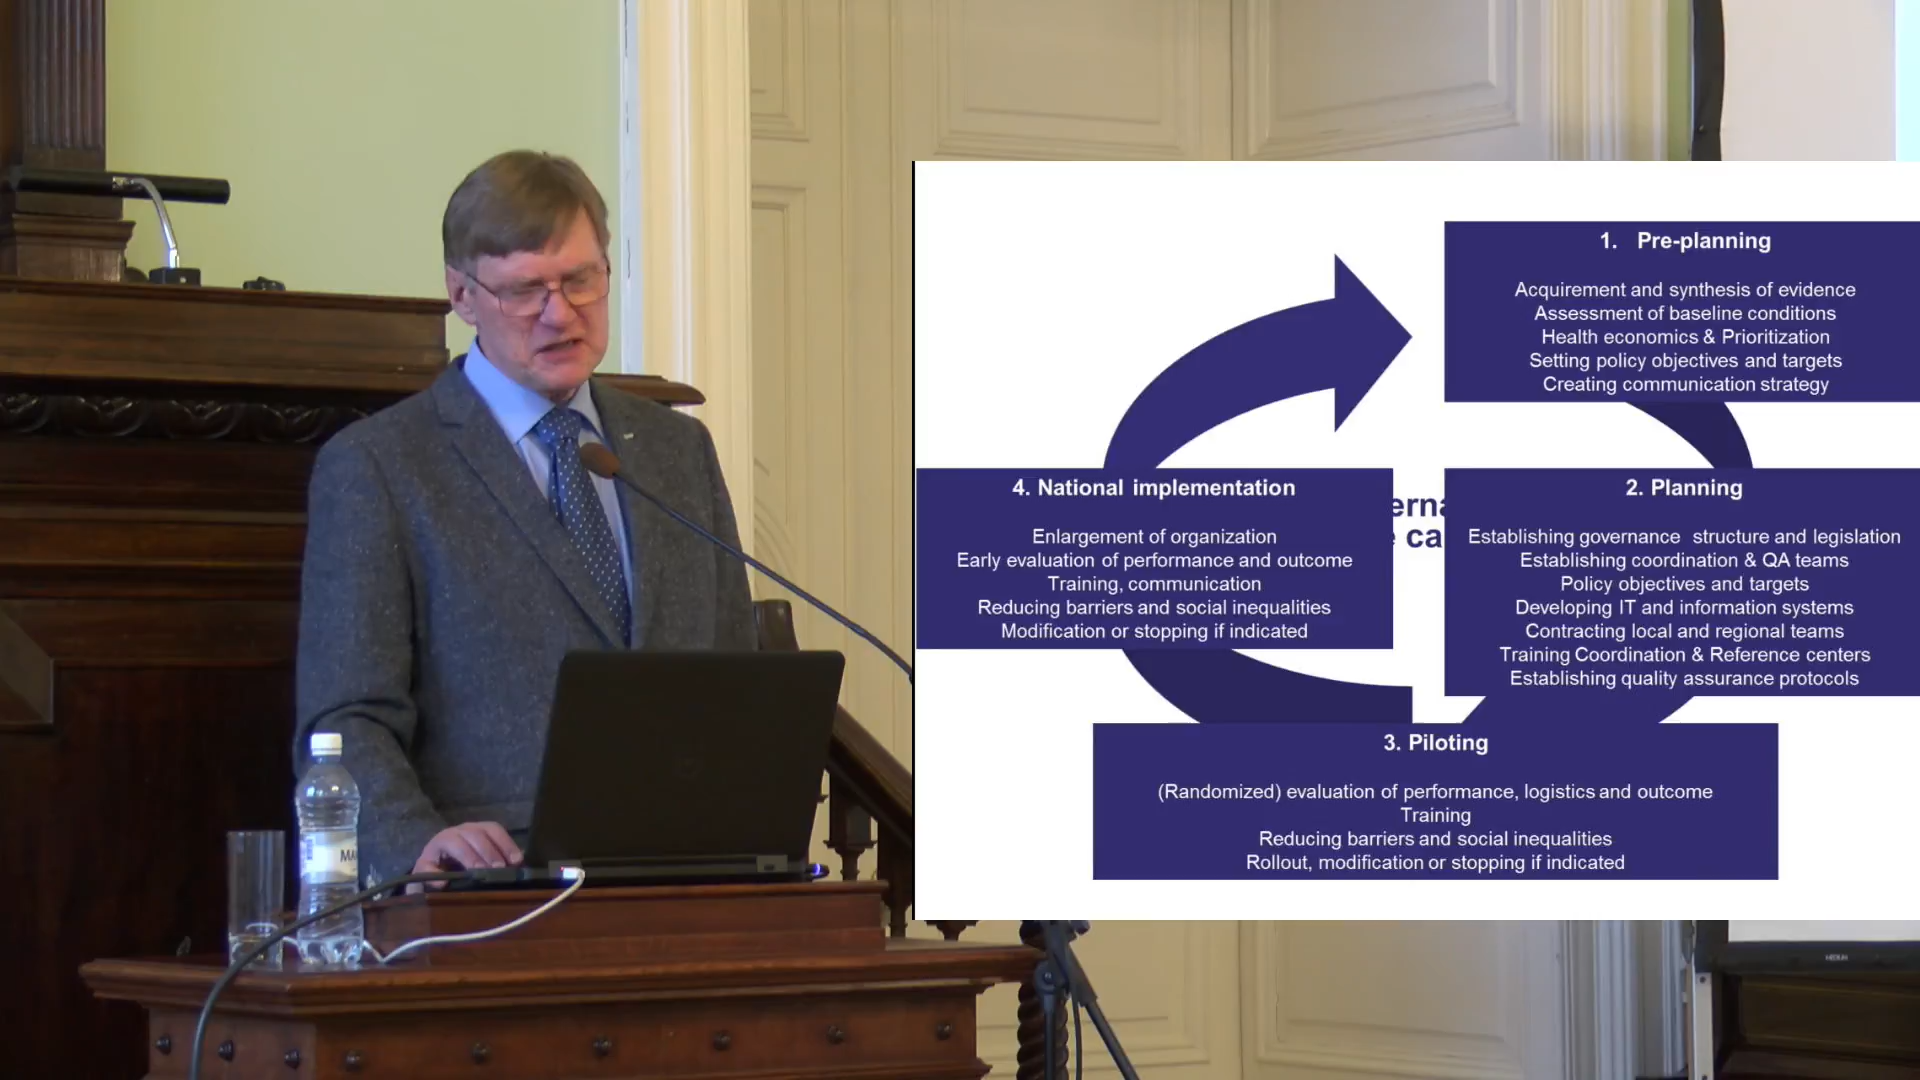 1. Pre-planning
Acquirement and synthesis of evidence
Assessment of baseline conditions
Health economics & Prioritization
Setting policy objectives and targets
Creating communication strategy
4. National implementation
Enlargement of organization
Early evaluation of performance and outcome
Training, communication
Reducing barriers and social inequalities
Modification or stopping if indicated
erna
ca
2. Planning
Establishing governance structure and legislation
Establishing coordination & QA teams
Policy objectives and targets
Developing IT and information systems
Contracting local and regional teams
Training Coordination & Reference centers
Establishing quality assurance protocols
3. Piloting
(Randomized) evaluation of performance, logistics and outcome
Training
Reducing barriers and social inequalities
Rollout, modification or stopping if indicated
MA